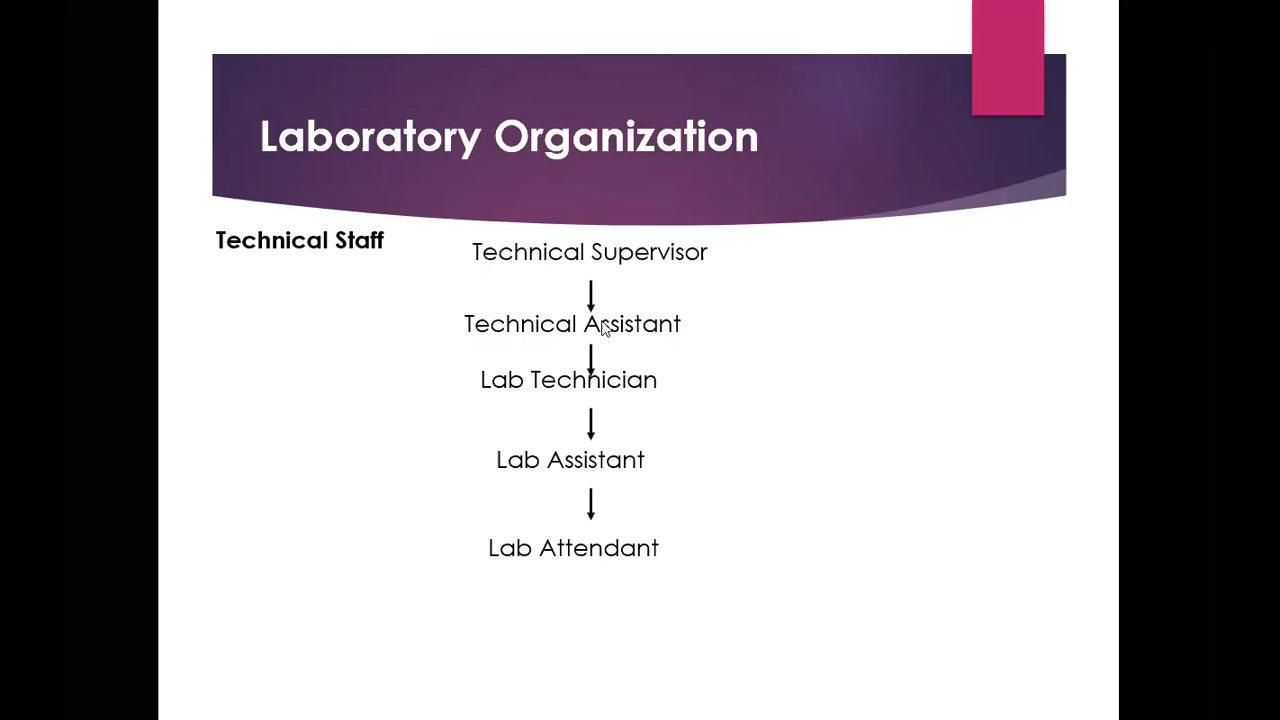 Laboratory Organization
Technical Staff
Technical Supervisor
Technical Assistant
Lab Technician
Lab Assistant
Lab Attendant